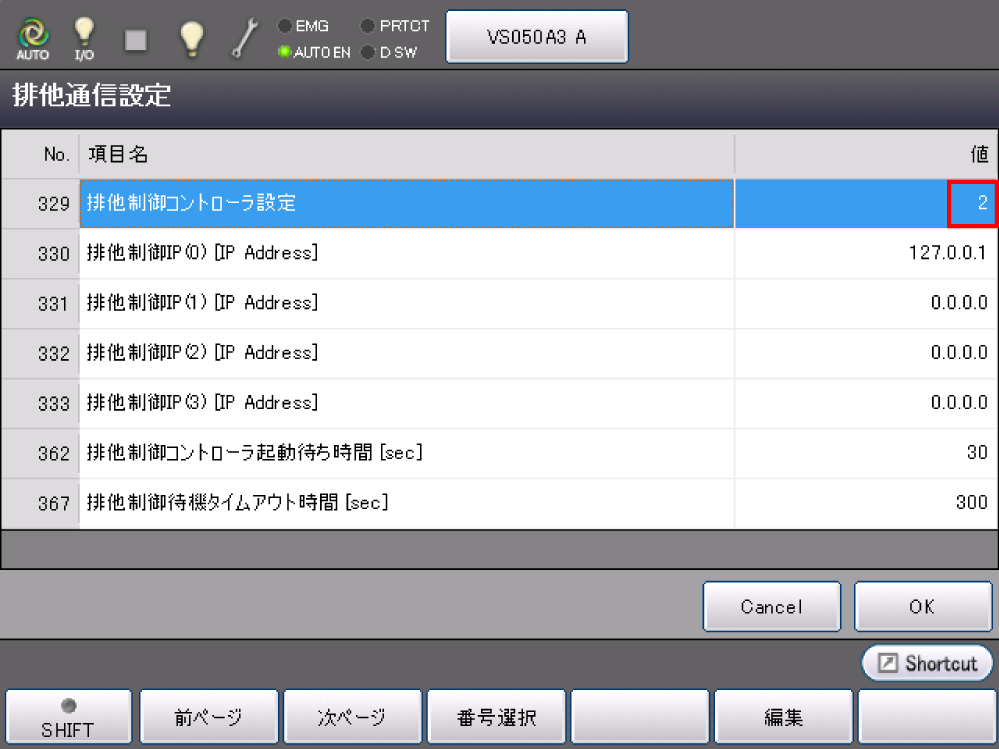 AUTO I/O EMG PRTCT
AUTO EN D SW
VS050A3 A
排他通信設定
No. 項目名 値
329 排他制御コントローラ設定 2
330 排他制御IP(0) [IP Address] 127.0.0.1
331 排他制御IP(1) [IP Address] 0.0.0.0
332 排他制御IP(2) [IP Address] 0.0.0.0
333 排他制御IP(3) [IP Address] 0.0.0.0
362 排他制御コントローラ起動待ち時間 [sec] 30
367 排他制御待機タイムアウト時間 [sec] 300
Cancel OK
Shortcut
SHIFT 前ページ 次ページ 番号選択 編集